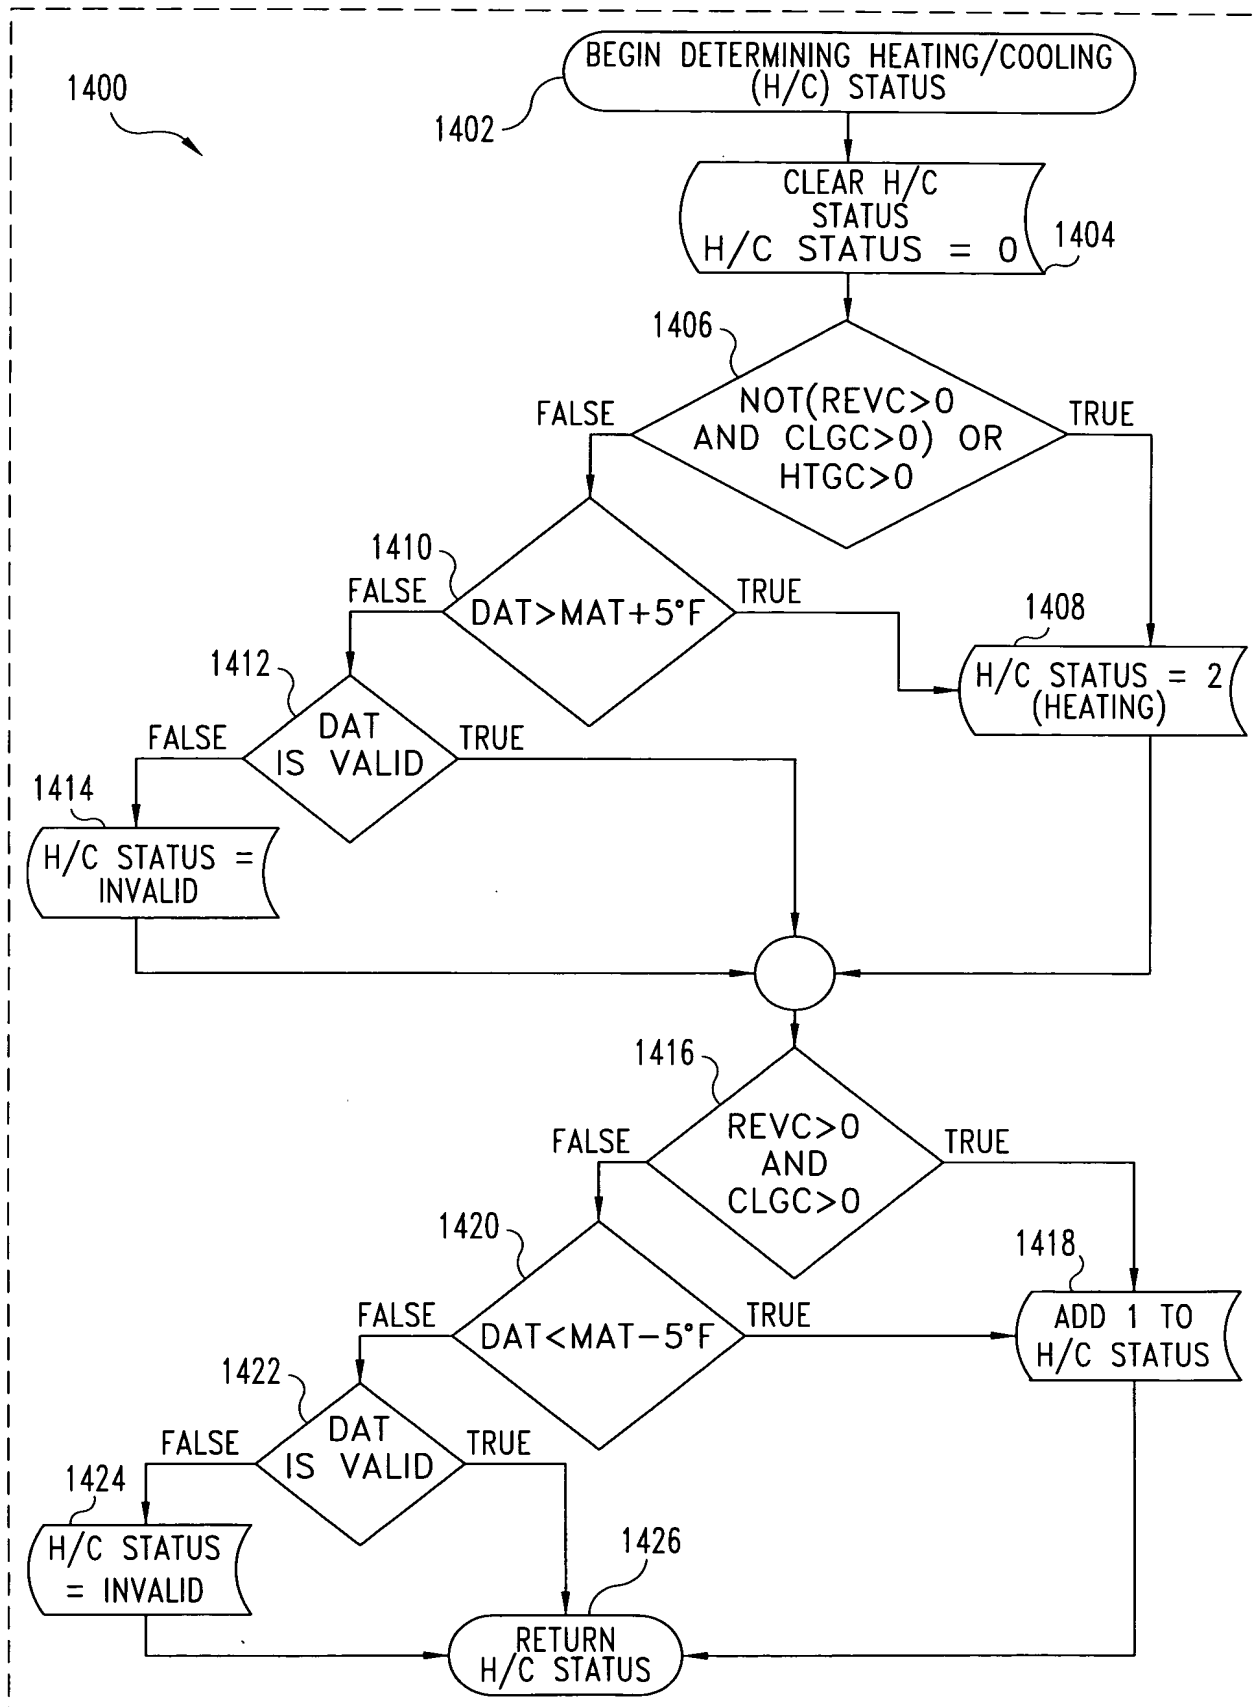 1400
BEGIN DETERMINING HEATING/COOLING
(H/C) STATUS
1402
CLEAR H/C
STATUS
H/C STATUS = 0
1404
1406
NOT(REVC>0
AND CLGC>0) OR
HTGC>0
FALSE
TRUE
1410
DAT>MAT+5°F
FALSE
TRUE
1408
H/C STATUS = 2
(HEATING)
1412
DAT
IS VALID
FALSE
TRUE
1414
H/C STATUS =
INVALID
1416
REVC>0
AND
CLGC>0
FALSE
TRUE
1420
DAT<MAT−5°F
FALSE
TRUE
1418
ADD 1 TO
H/C STATUS
1422
DAT
IS VALID
FALSE
TRUE
1424
H/C STATUS
= INVALID
1426
RETURN
H/C STATUS